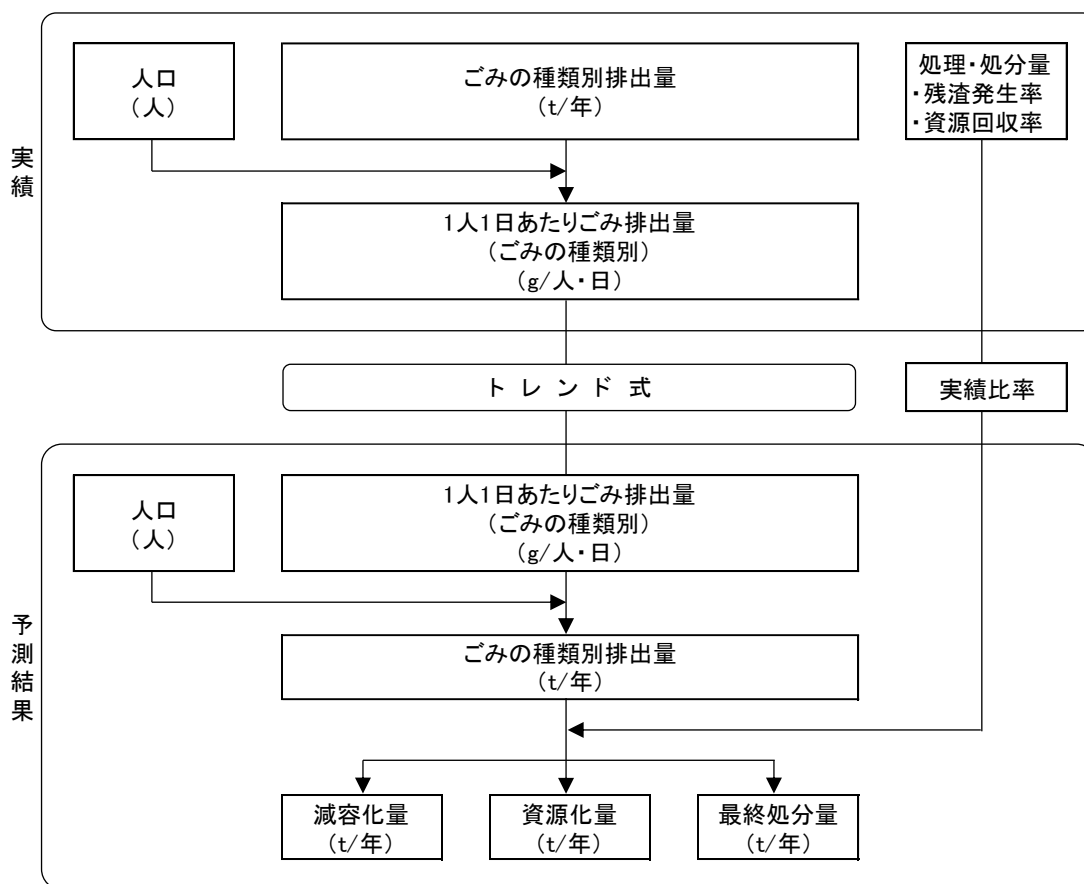 実績
人口
(人)
ごみの種類別排出量
(t/年)
処理・処分量
・残渣発生率
・資源回収率
1人1日あたりごみ排出量
(ごみの種類別)
(g/人・日)
トレンド式
実績比率
予測結果
人口
(人)
1人1日あたりごみ排出量
(ごみの種類別)
(g/人・日)
ごみの種類別排出量
(t/年)
減容化量
(t/年)
資源化量
(t/年)
最終処分量
(t/年)